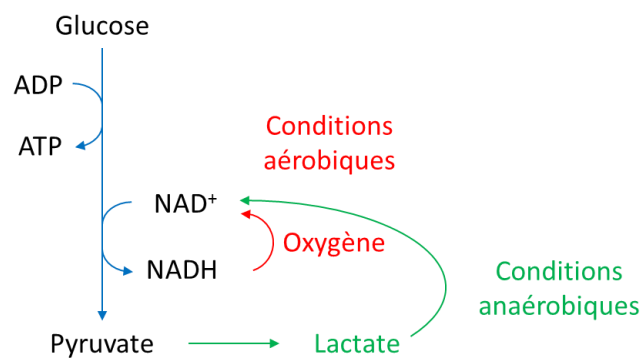 Glucose
ADP
ATP
Conditions
aérobiques
NAD⁺
Oxygène
NADH
Conditions
anaérobiques
Pyruvate
Lactate